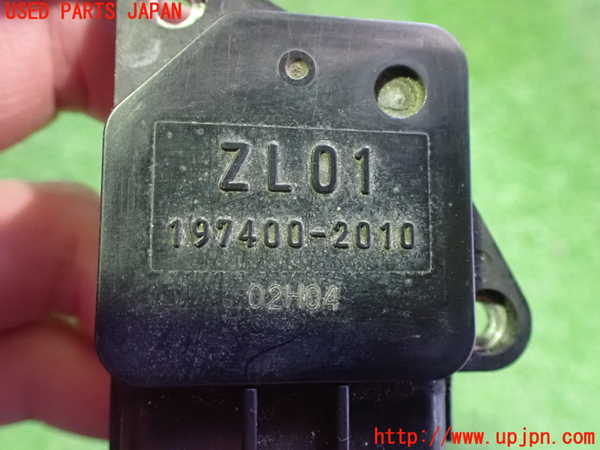 USED PARTS JAPAN
ZL01
197400-2010
02H04
http://www.upjpn.com/